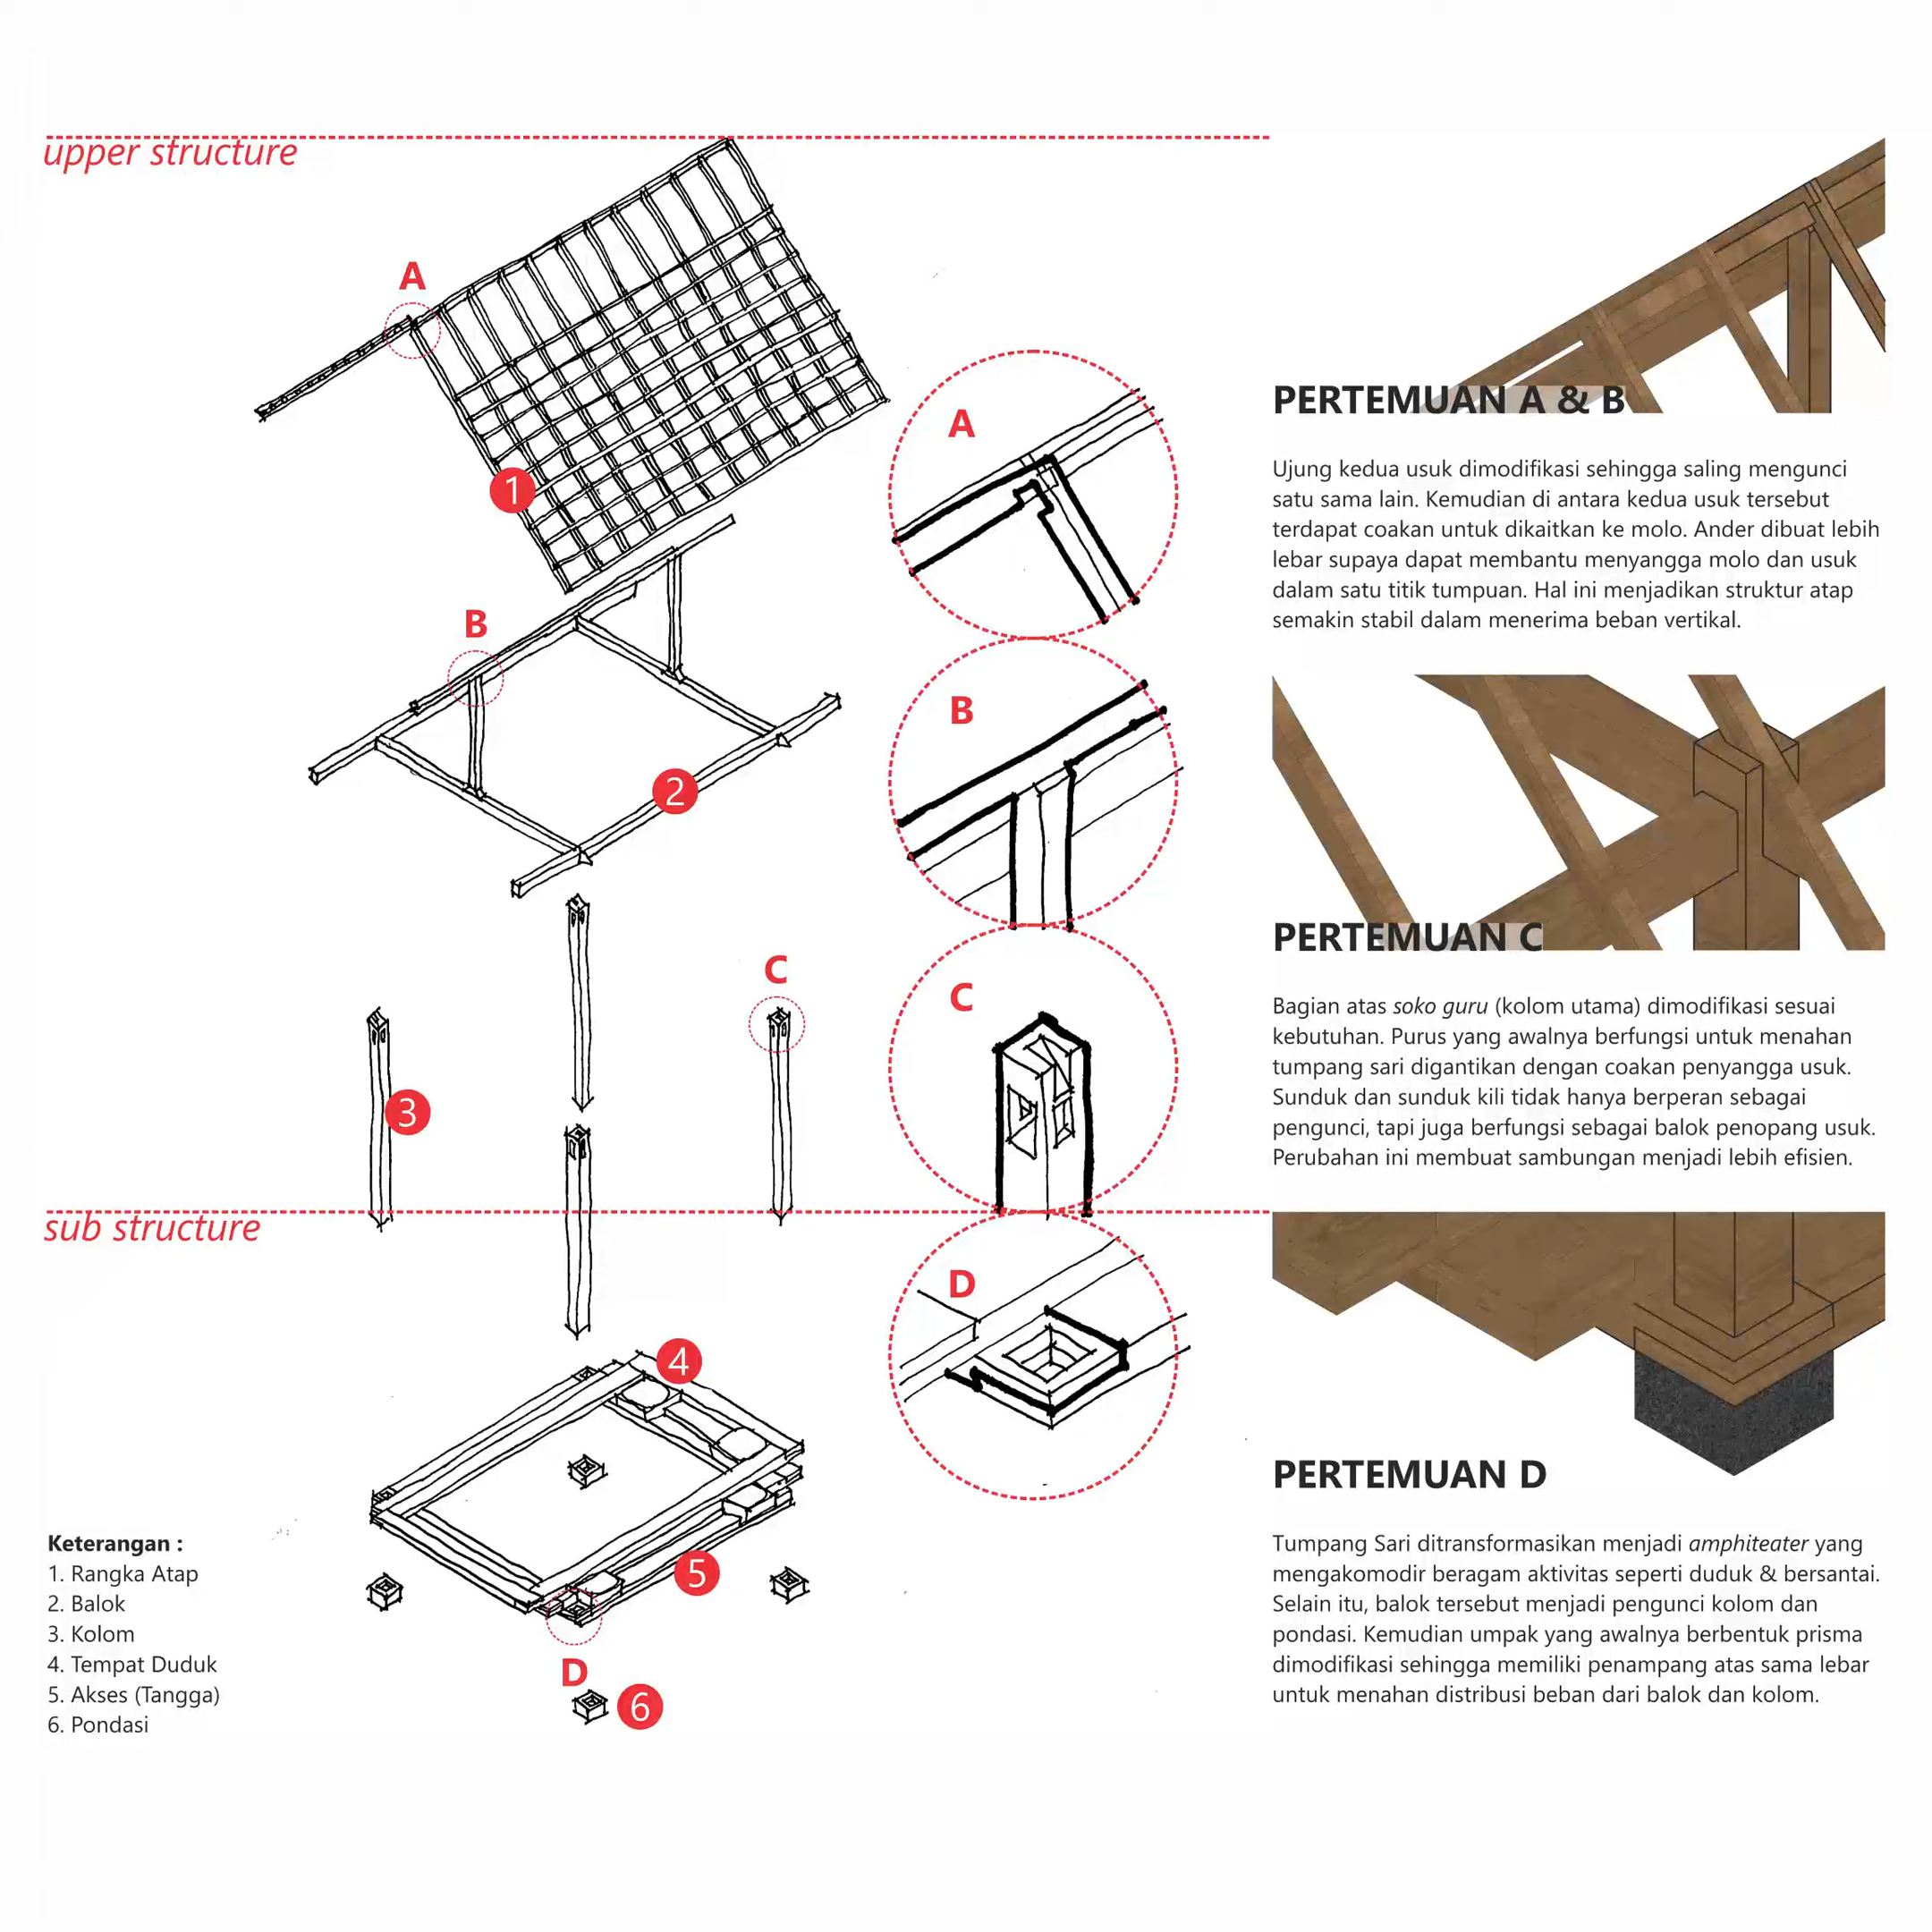 upper structure
A
1
B
2
C
3
sub structure
4
5
D
6
Keterangan :
1. Rangka Atap
2. Balok
3. Kolom
4. Tempat Duduk
5. Akses (Tangga)
6. Pondasi
A
B
C
D
PERTEMUAN A & B
Ujung kedua usuk dimodifikasi sehingga saling mengunci
satu sama lain. Kemudian di antara kedua usuk tersebut
terdapat coakan untuk dikaitkan ke molo. Ander dibuat lebih
lebar supaya dapat membantu menyangga molo dan usuk
dalam satu titik tumpuan. Hal ini menjadikan struktur atap
semakin stabil dalam menerima beban vertikal.
PERTEMUAN C
Bagian atas soko guru (kolom utama) dimodifikasi sesuai
kebutuhan. Purus yang awalnya berfungsi untuk menahan
tumpang sari digantikan dengan coakan penyangga usuk.
Sunduk dan sunduk kili tidak hanya berperan sebagai
pengunci, tapi juga berfungsi sebagai balok penopang usuk.
Perubahan ini membuat sambungan menjadi lebih efisien.
PERTEMUAN D
Tumpang Sari ditransformasikan menjadi amphiteater yang
mengakomodir beragam aktivitas seperti duduk & bersantai.
Selain itu, balok tersebut menjadi pengunci kolom dan
pondasi. Kemudian umpak yang awalnya berbentuk prisma
dimodifikasi sehingga memiliki penampang atas sama lebar
untuk menahan distribusi beban dari balok dan kolom.